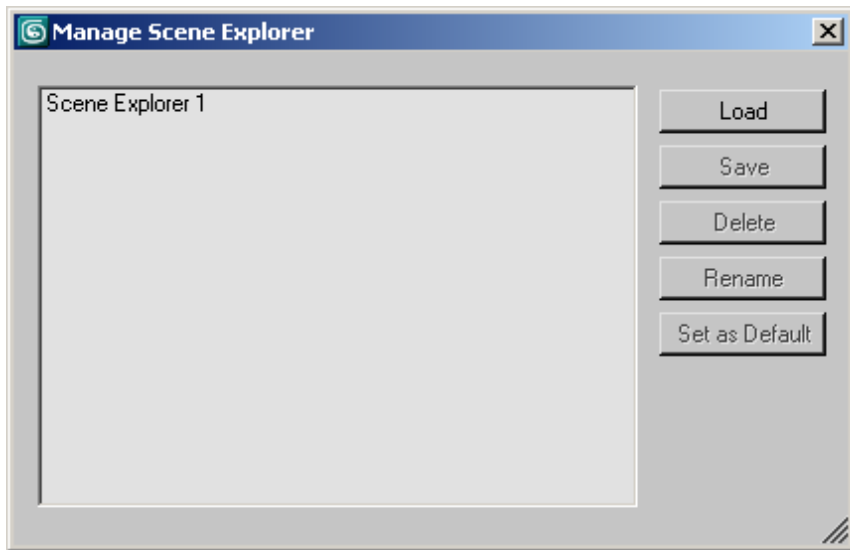 Manage Scene Explorer
Scene Explorer 1
Load
Save
Delete
Rename
Set as Default